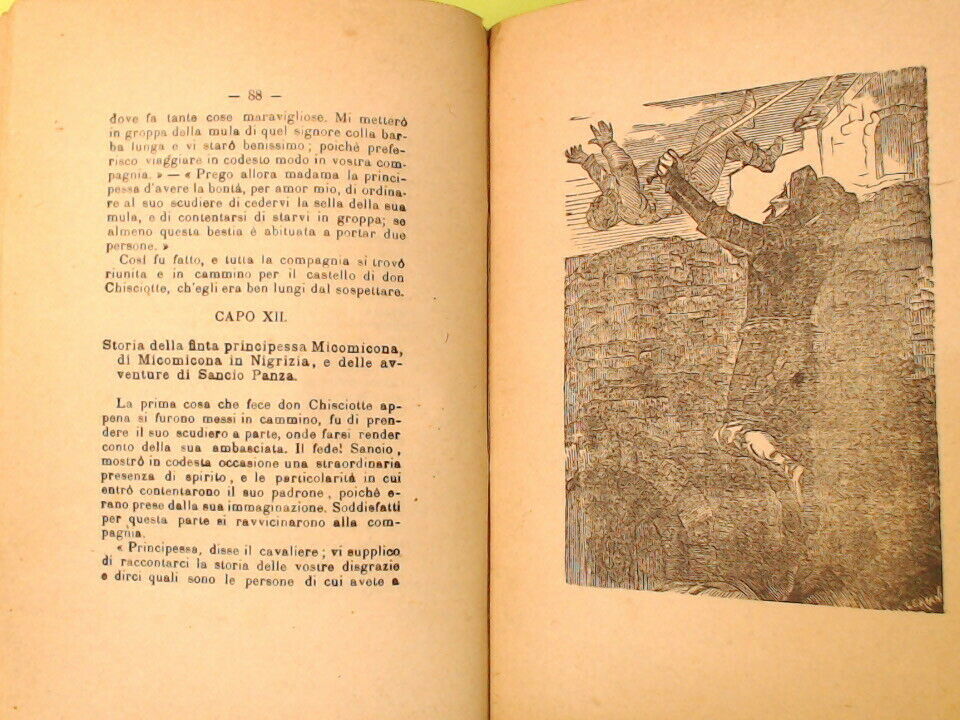 — 88 —
dove fa tante cose maravigliose. Mi metterò
in groppa della mula di quel signore colla bar-
ba lunga e vi starò benissimo; poichè prefe-
risco viaggiare in codesto modo in vostra com-
pagnia. » — « Prego allora madama la princi-
pessa d'avere la bontà, per amor mio, di ordina-
re al suo scudiere di cedervi la sella della sua
mula, e di contentarsi di starvi in groppa; se
almeno questa bestia è abituata a portar due
persone. »
Così fu fatto, e tutta la compagnia si trovò
riunita e in cammino per il castello di don
Chisciotte, ch'egli era ben lungi dal sospettare.
CAPO XII.
Storia della finta principessa Micomicona,
di Micomicona in Nigrizia, e delle av-
venture di Sancio Panza.
La prima cosa che fece don Chisciotte ap-
pena si furono messi in cammino, fu di pren-
dere il suo scudiero a parte, onde farsi render
conto della sua ambasciata. Il fedel Sancio,
mostrò in codesta occasione una straordinaria
presenza di spirito, e le particolarità in cui
entrò contentarono il suo padrone, poichè e-
rano prese dalla sua immaginazione. Soddisfatti
per questa parte si ravvicinarono alla com-
pagnia.
« Principessa, disse il cavaliere; vi supplico
di raccontarci la storia delle vostre disgrazie
e dirci quali sono le persone di cui avete a